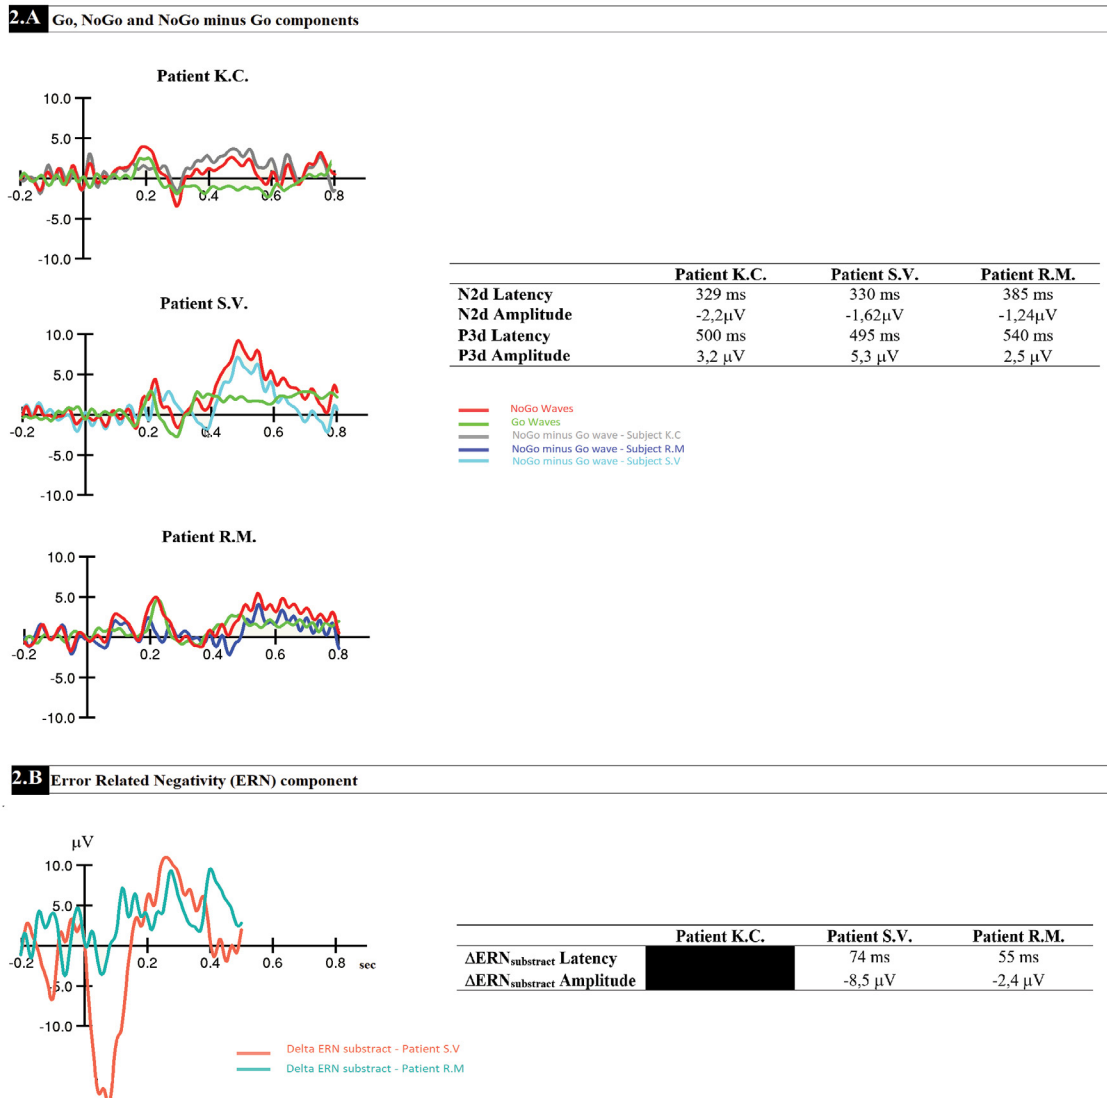 2.A Go, NoGo and NoGo minus Go components
Patient K.C.
10.0
5.0
-0.2 0.2 0.4 0.6 0.8
-5.0
-10.0
Patient S.V.
10.0
5.0
-0.2 0.2 0.4 0.6 0.8
-5.0
-10.0
Patient K.C. Patient S.V. Patient R.M.
N2d Latency 329 ms 330 ms 385 ms
N2d Amplitude -2,2µV -1,62µV -1,24µV
P3d Latency 500 ms 495 ms 540 ms
P3d Amplitude 3,2 µV 5,3 µV 2,5 µV
NoGo Waves
Go Waves
NoGo minus Go wave - Subject K.C
NoGo minus Go wave - Subject R.M
NoGo minus Go wave - Subject S.V
Patient R.M.
10.0
5.0
-0.2 0.2 0.4 0.6 0.8
-5.0
-10.0
2.B Error Related Negativity (ERN) component
µV
10.0
5.0
-0.2 0.2 0.4 0.6 0.8 sec
-5.0
-10.0
Patient K.C. Patient S.V. Patient R.M.
ΔERNsubstract Latency 74 ms 55 ms
ΔERNsubstract Amplitude -8,5 µV -2,4 µV
Delta ERN substract - Patient S.V
Delta ERN substract - Patient R.M